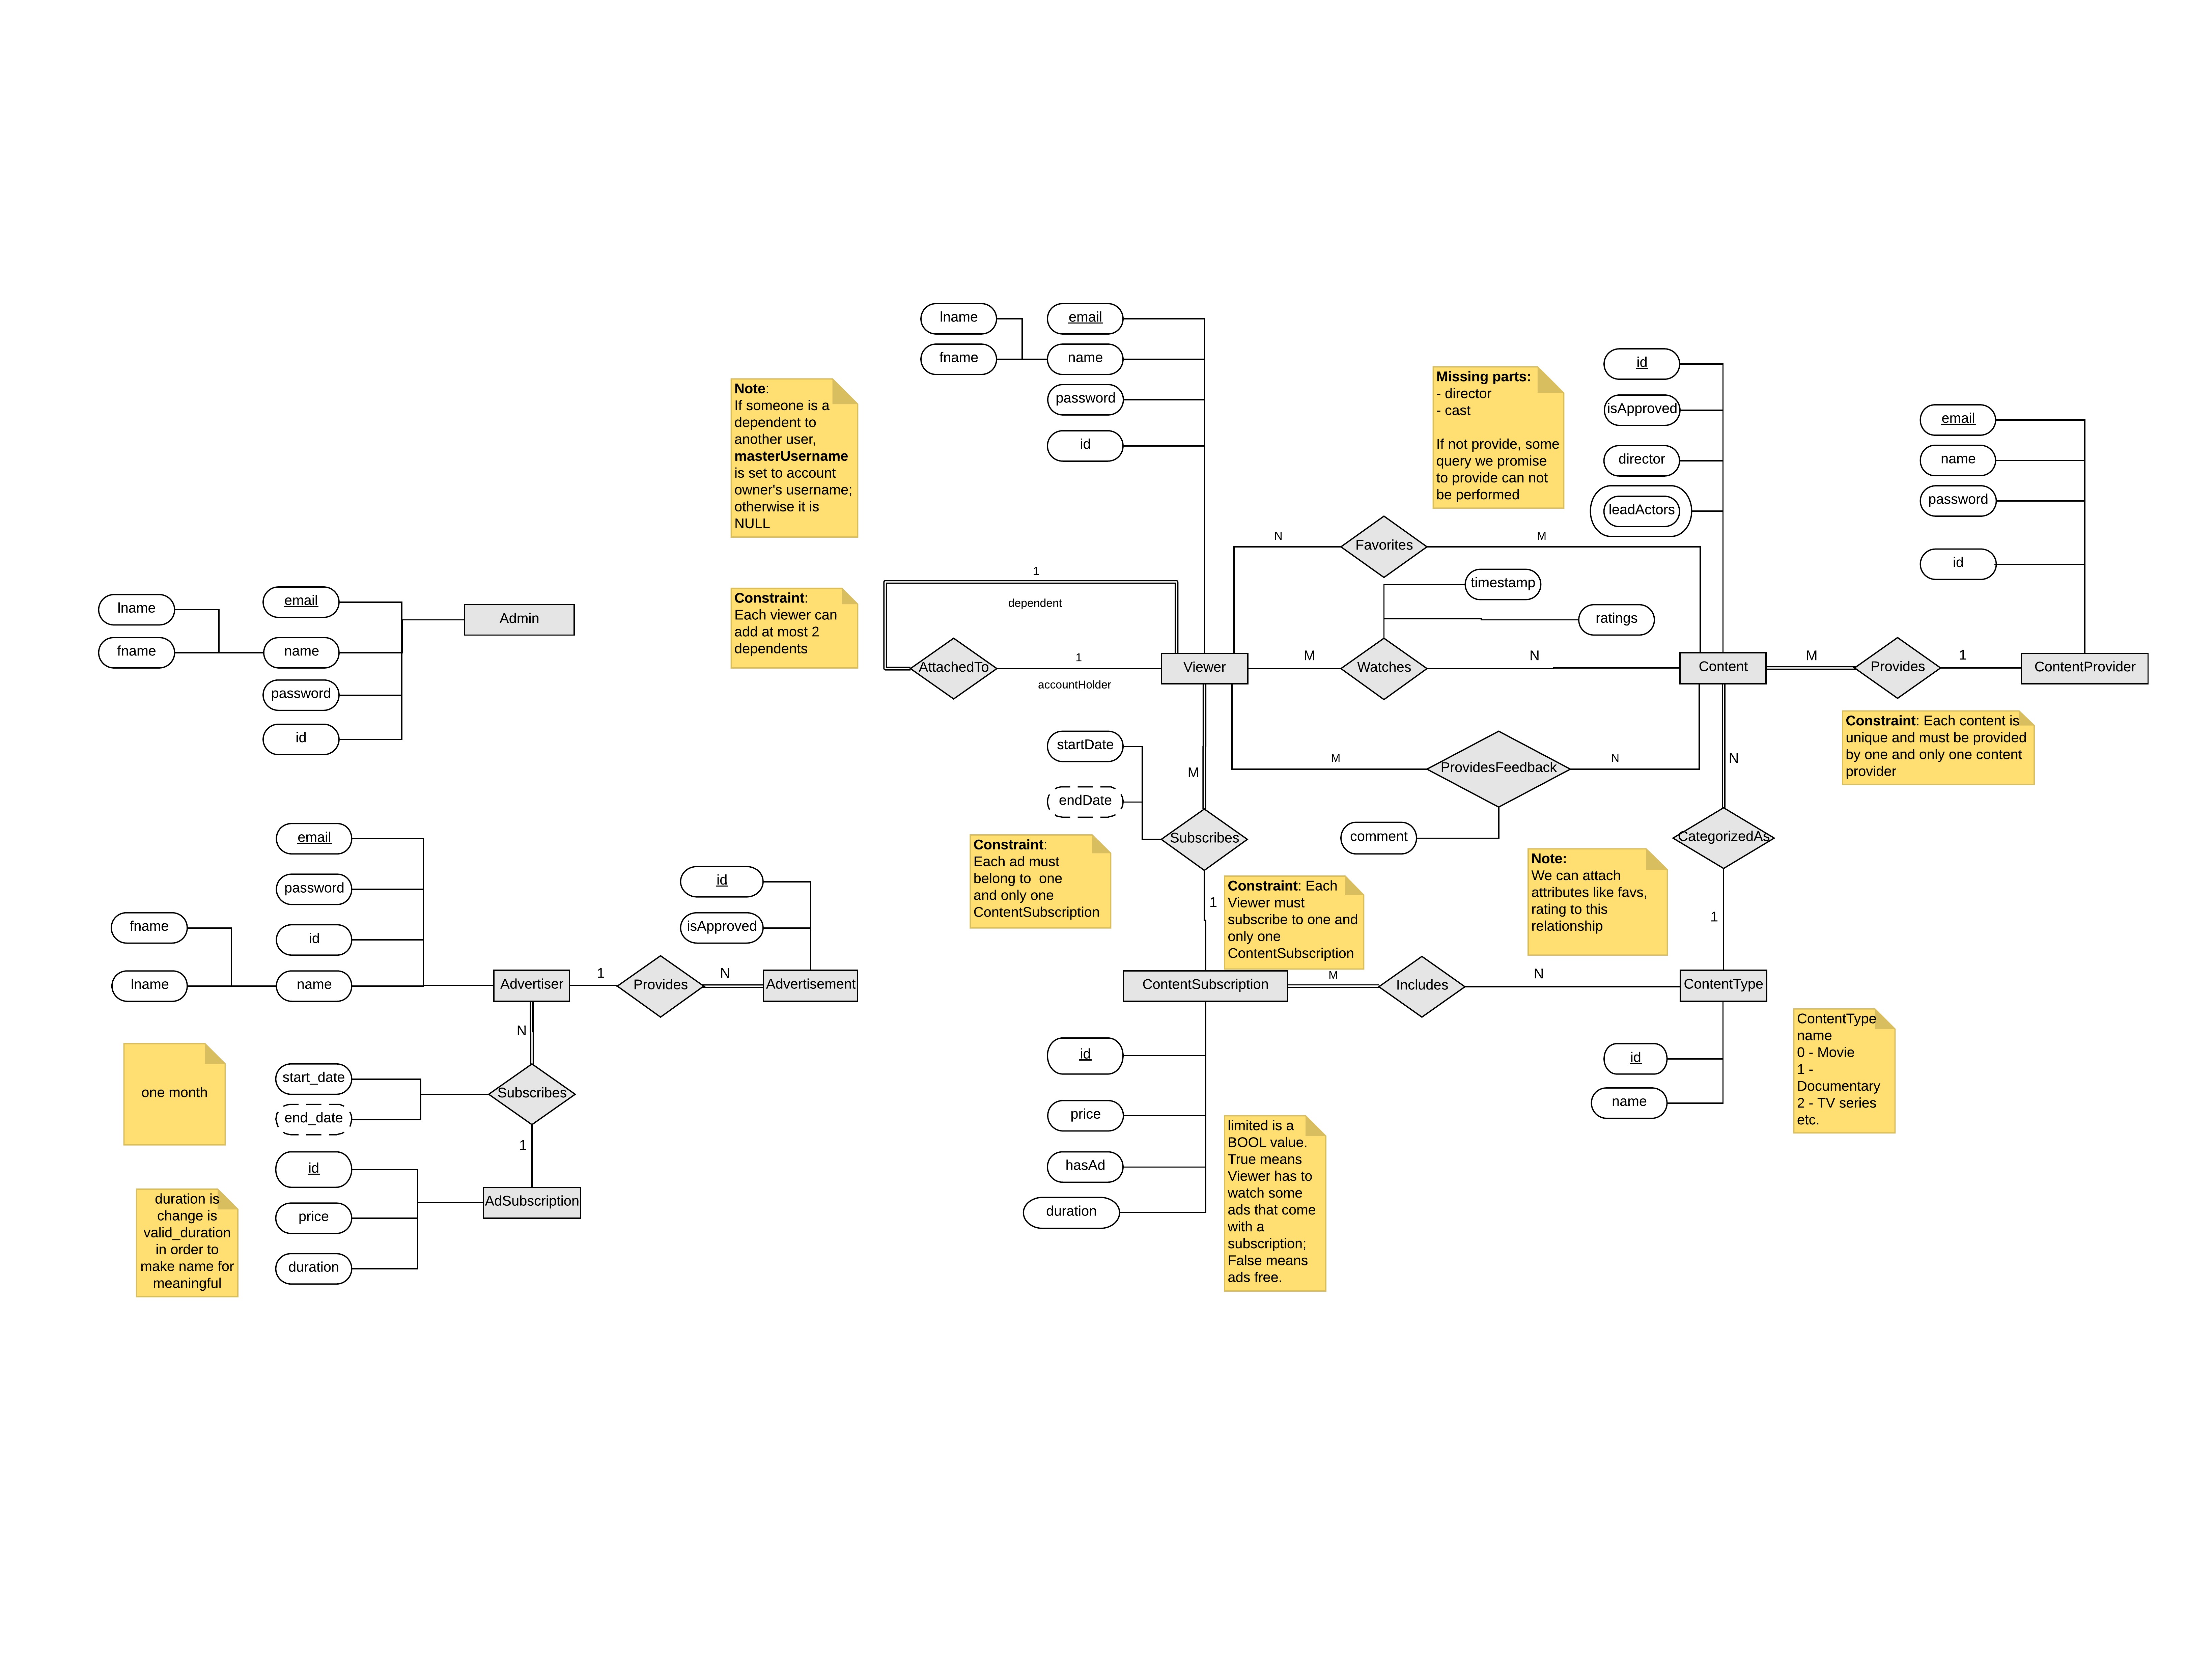 lname
email
fname
name
password
id
Note:
If someone is a
dependent to
another user,
masterUsername
is set to account
owner's username;
otherwise it is
NULL
Missing parts:
- director
- cast
If not provide, some
query we promise
to provide can not
be performed
id
isApproved
director
leadActors
email
name
password
id
N
Favorites
M
timestamp
ratings
1
dependent
Constraint:
Each viewer can
add at most 2
dependents
AttachedTo
1
accountHolder
Viewer
M
Watches
N
Content
M
Provides
1
ContentProvider
Constraint: Each content is
unique and must be provided
by one and only one content
provider
lname
email
Admin
fname
name
password
id
startDate
endDate
M
Subscribes
M
ProvidesFeedback
N
comment
N
CategorizedAs
Constraint:
Each ad must
belong to  one
and only one
ContentSubscription
1
Constraint: Each
Viewer must
subscribe to one and
only one
ContentSubscription
Note:
We can attach
attributes like favs,
rating to this
relationship
1
email
password
fname
id
lname
name
id
isApproved
Advertiser
1
Provides
N
Advertisement
ContentSubscription
M
Includes
N
ContentType
N
one month
start_date
end_date
Subscribes
1
id
price
duration
AdSubscription
duration is
change is
valid_duration
in order to
make name for
meaningful
id
price
hasAd
duration
limited is a
BOOL value.
True means
Viewer has to
watch some
ads that come
with a
subscription;
False means
ads free.
id
name
ContentType
name
0 - Movie
1 -
Documentary
2 - TV series
etc.